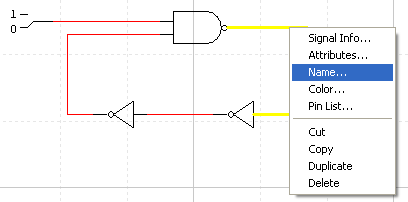 1
0
Signal Info...
Attributes...
Name...
Color...
Pin List...
Cut
Copy
Duplicate
Delete